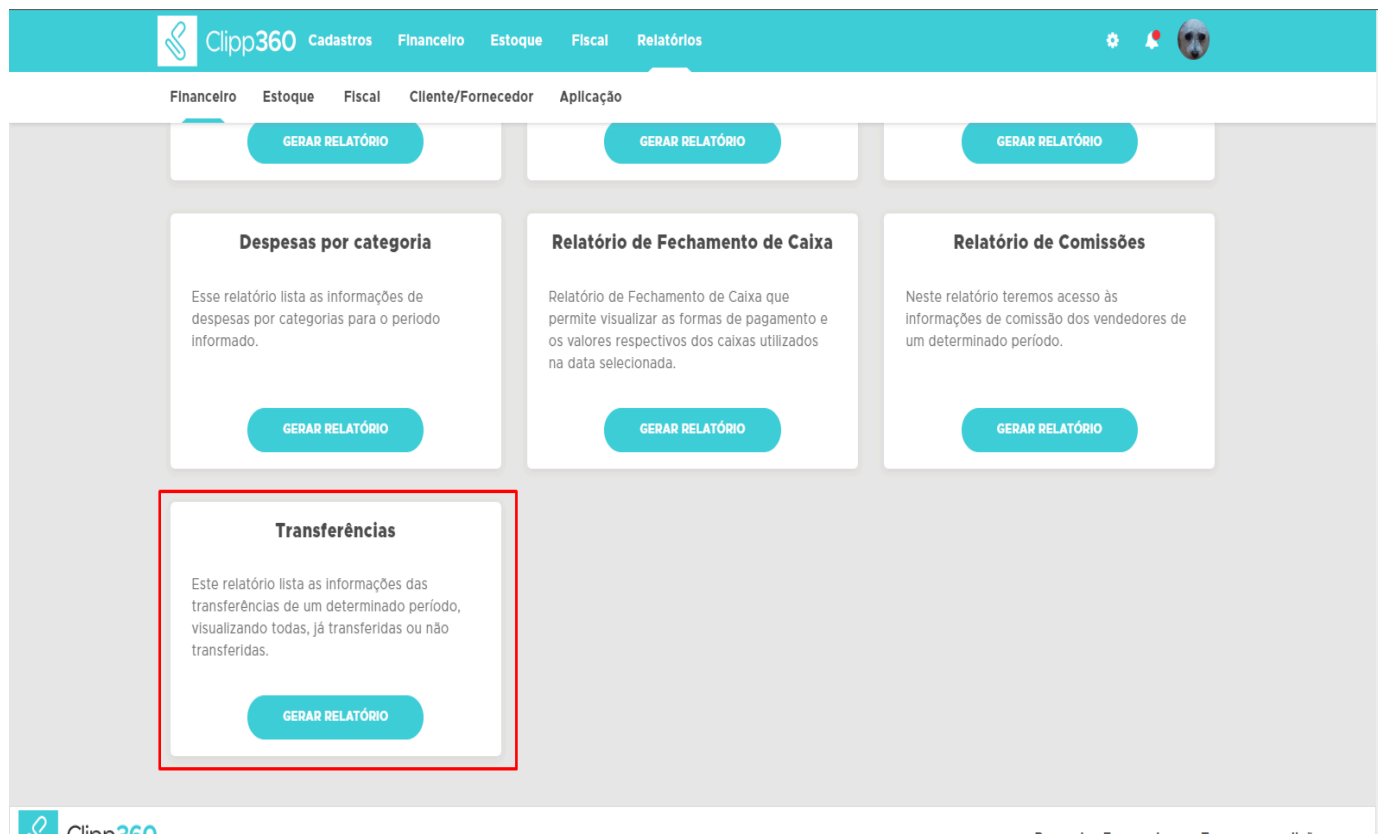 Clipp360 Cadastros Financeiro Estoque Fiscal Relatórios
Financeiro Estoque Fiscal Cliente/Fornecedor Aplicação
GERAR RELATÓRIO GERAR RELATÓRIO GERAR RELATÓRIO
Despesas por categoria
Esse relatório lista as informações de
despesas por categorias para o periodo
informado.
GERAR RELATÓRIO
Relatório de Fechamento de Caixa
Relatório de Fechamento de Caixa que
permite visualizar as formas de pagamento e
os valores respectivos dos caixas utilizados
na data selecionada.
GERAR RELATÓRIO
Relatório de Comissões
Neste relatório teremos acesso às
informações de comissão dos vendedores de
um determinado período.
GERAR RELATÓRIO
Transferências
Este relatório lista as informações das
transferências de um determinado período,
visualizando todas, já transferidas ou não
transferidas.
GERAR RELATÓRIO
Clipp360